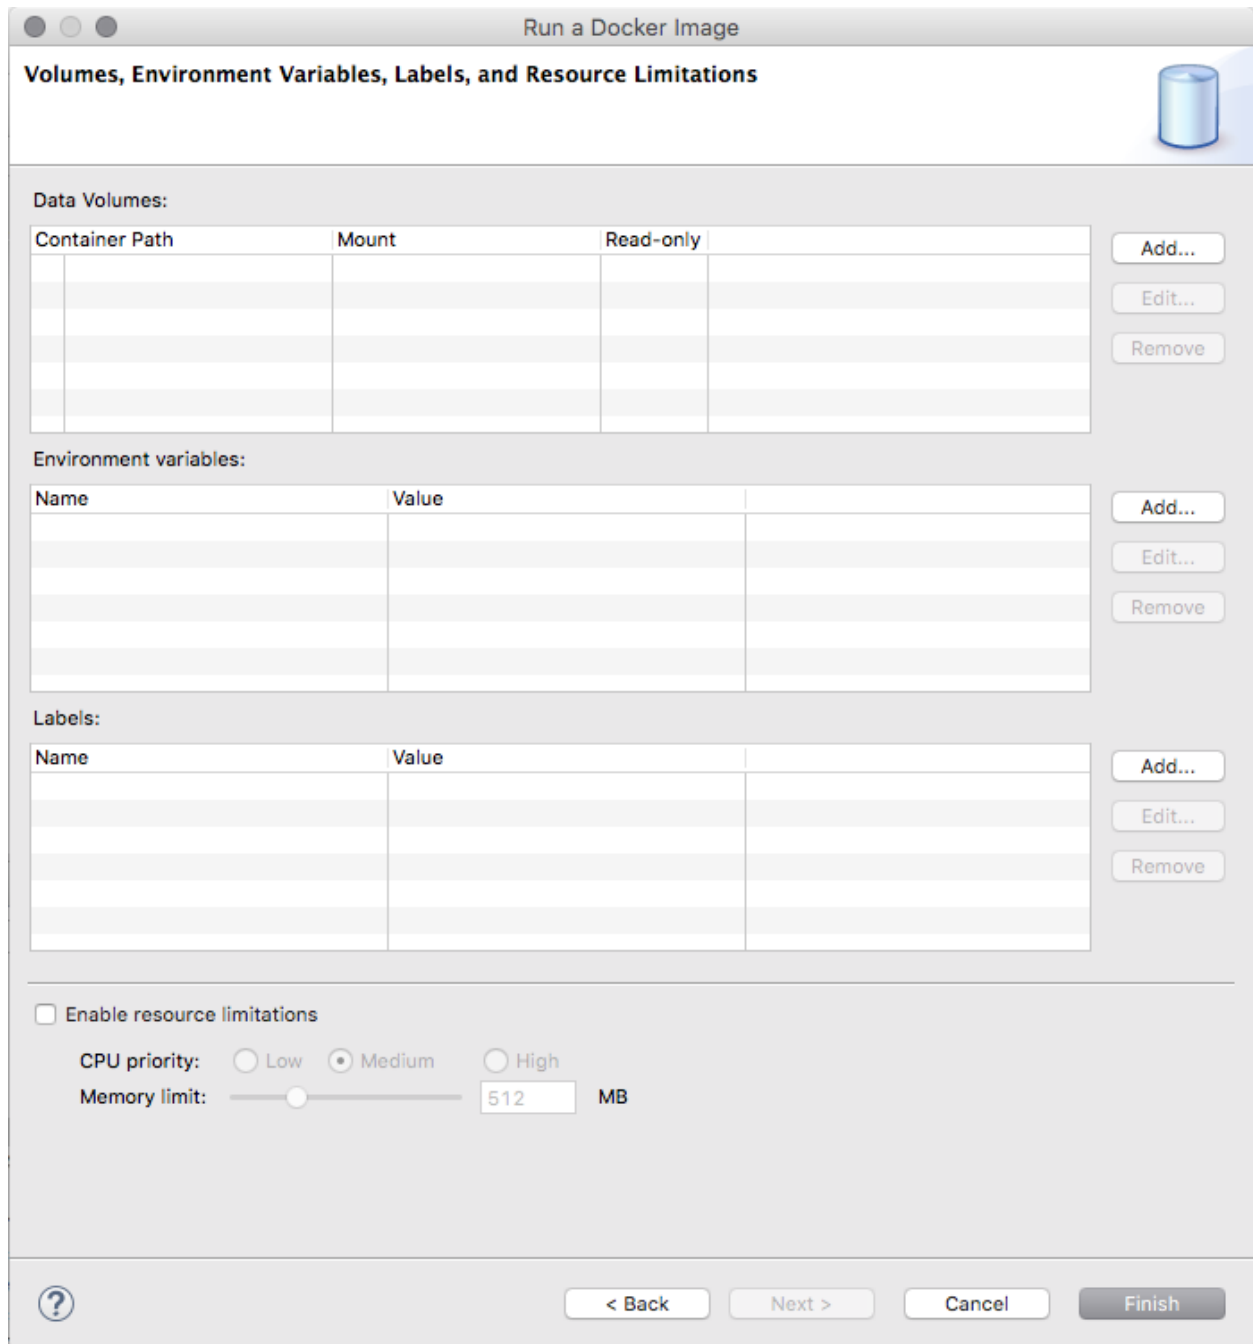 Run a Docker Image
Volumes, Environment Variables, Labels, and Resource Limitations
Data Volumes:
Container Path Mount Read-only
Add...
Edit...
Remove
Environment variables:
Name Value
Add...
Edit...
Remove
Labels:
Name Value
Add...
Edit...
Remove
Enable resource limitations
CPU priority: Low Medium High
Memory limit: 512 MB
? < Back Next > Cancel Finish